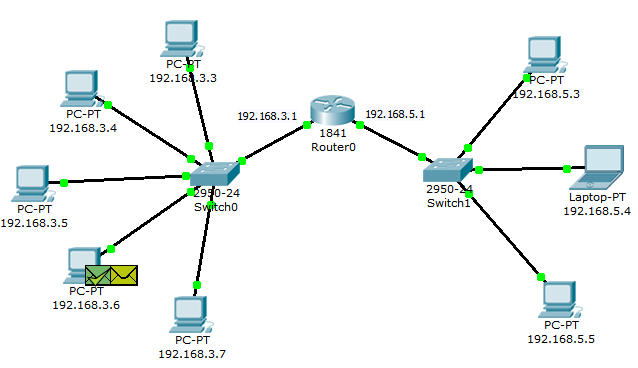 PC-PT
192.168.3.3
PC-PT
192.168.3.4
PC-PT
192.168.3.5
PC-PT
192.168.3.6
PC-PT
192.168.3.7
2950-24
Switch0
192.168.3.1
1841
Router0
192.168.5.1
2950-24
Switch1
PC-PT
192.168.5.3
Laptop-PT
192.168.5.4
PC-PT
192.168.5.5